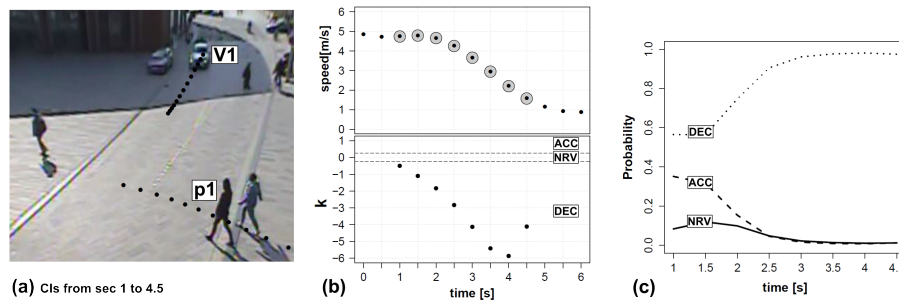 V1
p1
(a) CIs from sec 1 to 4.5
speed[m/s]
6
5
4
3
2
1
0
k
1
0
−1
−2
−3
−4
−5
−6
ACC
NRV
DEC
0 1 2 3 4 5 6
(b) time [s]
Probability
1.0
0.8
0.6
0.4
0.2
0.0
DEC
ACC
NRV
1 1.5 2 2.5 3 3.5 4 4.5
(c) time [s]